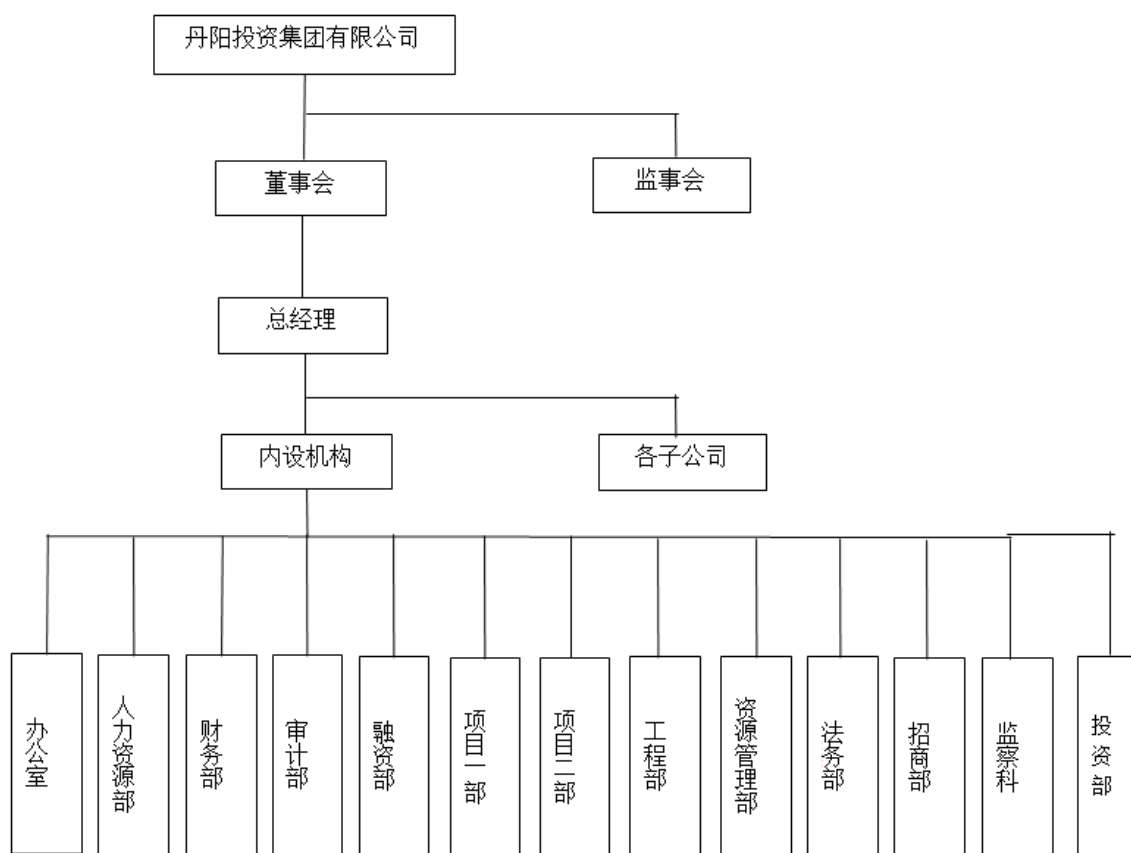 丹阳投资集团有限公司
董事会
监事会
总经理
内设机构
各子公司
办公室
人力资源部
财务部
审计部
融资部
项目一部
项目二部
工程部
资源管理部
法务部
招商部
监察科
投资部